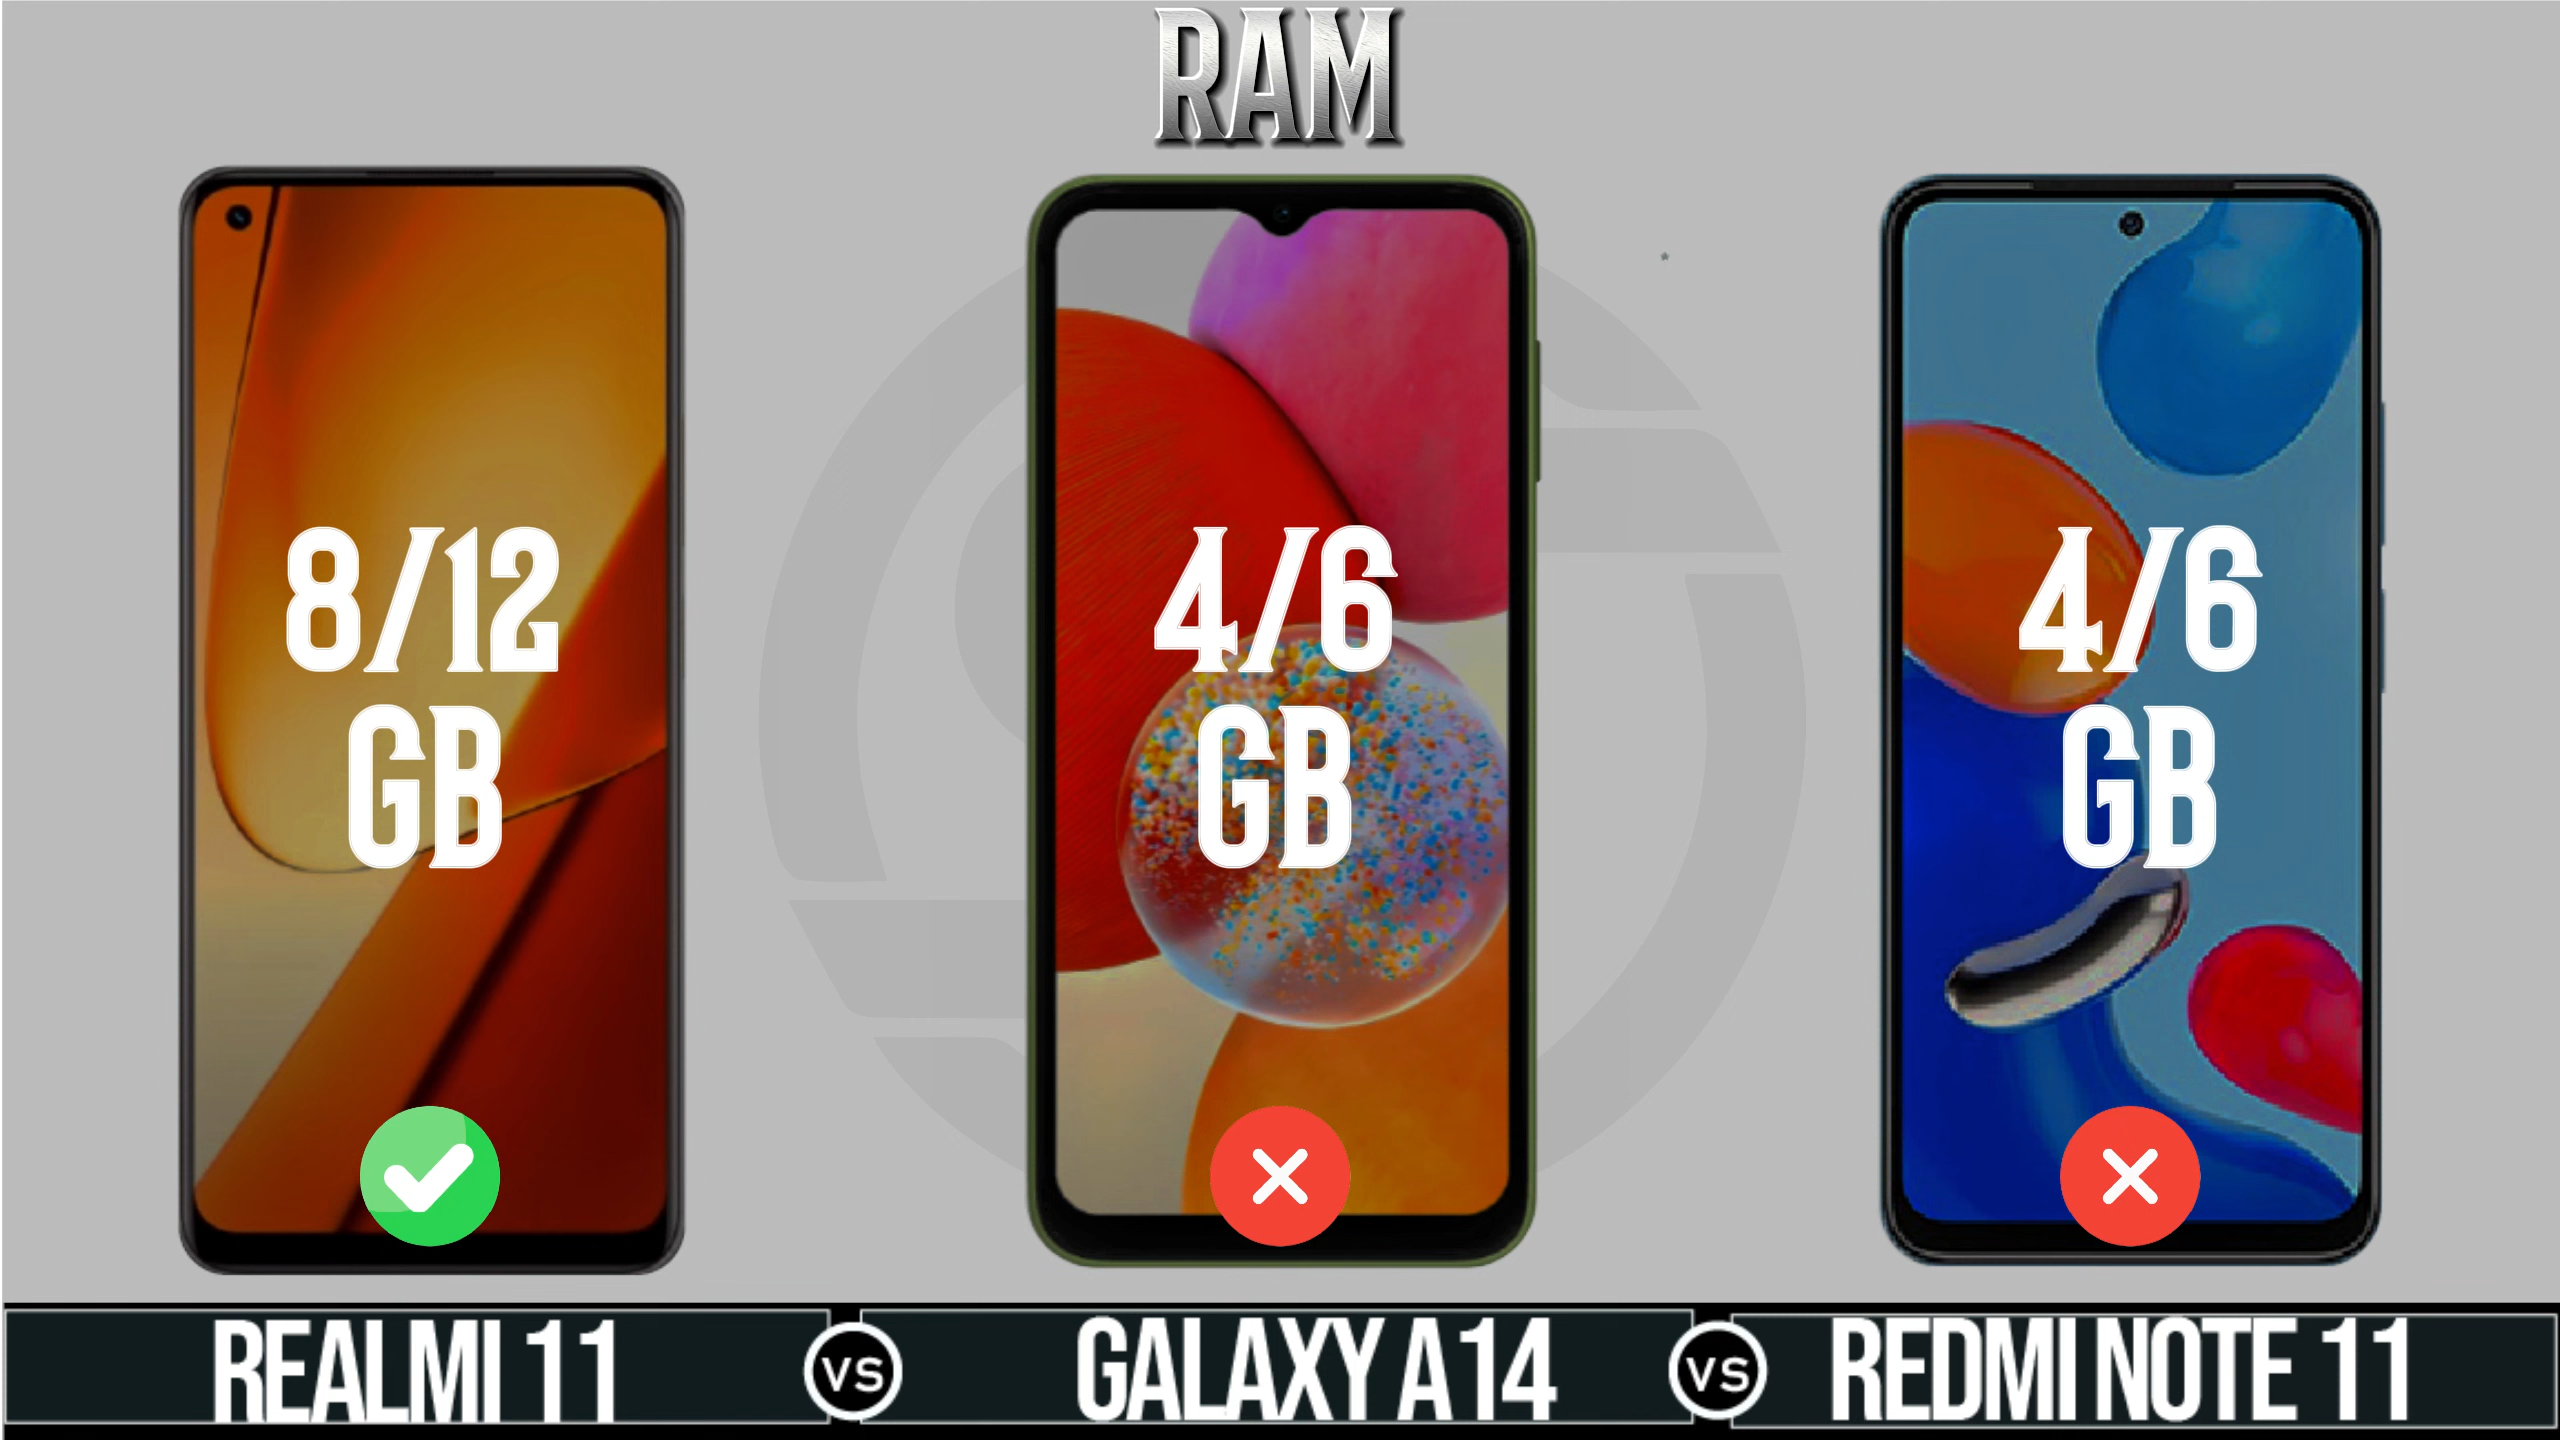 RAM
8/12
GB
4/6
GB
4/6
GB
REALMI 11
VS
GALAXY A14
VS
REDMI NOTE 11